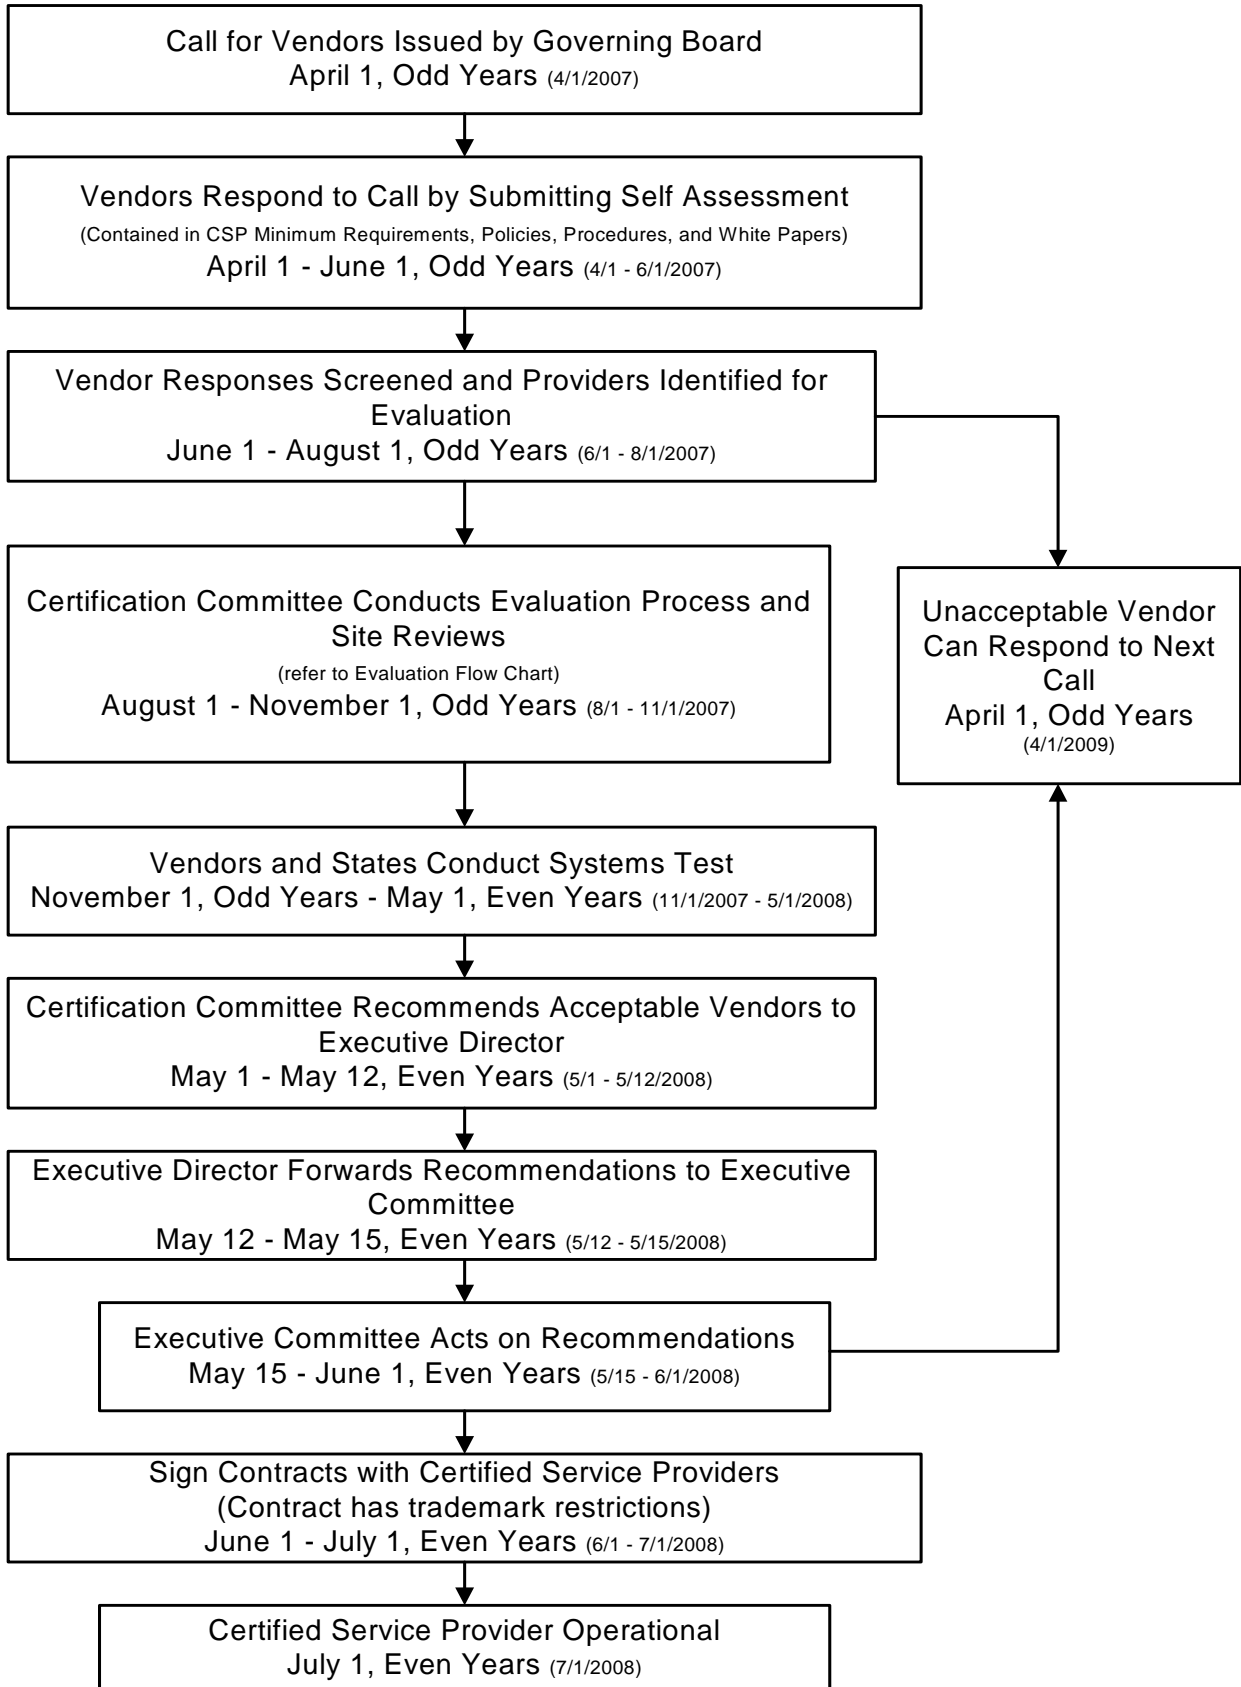 Call for Vendors Issued by Governing Board
April 1, Odd Years (4/1/2007)
Vendors Respond to Call by Submitting Self Assessment
(Contained in CSP Minimum Requirements, Policies, Procedures, and White Papers)
April 1 - June 1, Odd Years (4/1 - 6/1/2007)
Vendor Responses Screened and Providers Identified for
Evaluation
June 1 - August 1, Odd Years (6/1 - 8/1/2007)
Certification Committee Conducts Evaluation Process and
Site Reviews
(refer to Evaluation Flow Chart)
August 1 - November 1, Odd Years (8/1 - 11/1/2007)
Unacceptable Vendor
Can Respond to Next
Call
April 1, Odd Years
(4/1/2009)
Vendors and States Conduct Systems Test
November 1, Odd Years - May 1, Even Years (11/1/2007 - 5/1/2008)
Certification Committee Recommends Acceptable Vendors to
Executive Director
May 1 - May 12, Even Years (5/1 - 5/12/2008)
Executive Director Forwards Recommendations to Executive
Committee
May 12 - May 15, Even Years (5/12 - 5/15/2008)
Executive Committee Acts on Recommendations
May 15 - June 1, Even Years (5/15 - 6/1/2008)
Sign Contracts with Certified Service Providers
(Contract has trademark restrictions)
June 1 - July 1, Even Years (6/1 - 7/1/2008)
Certified Service Provider Operational
July 1, Even Years (7/1/2008)